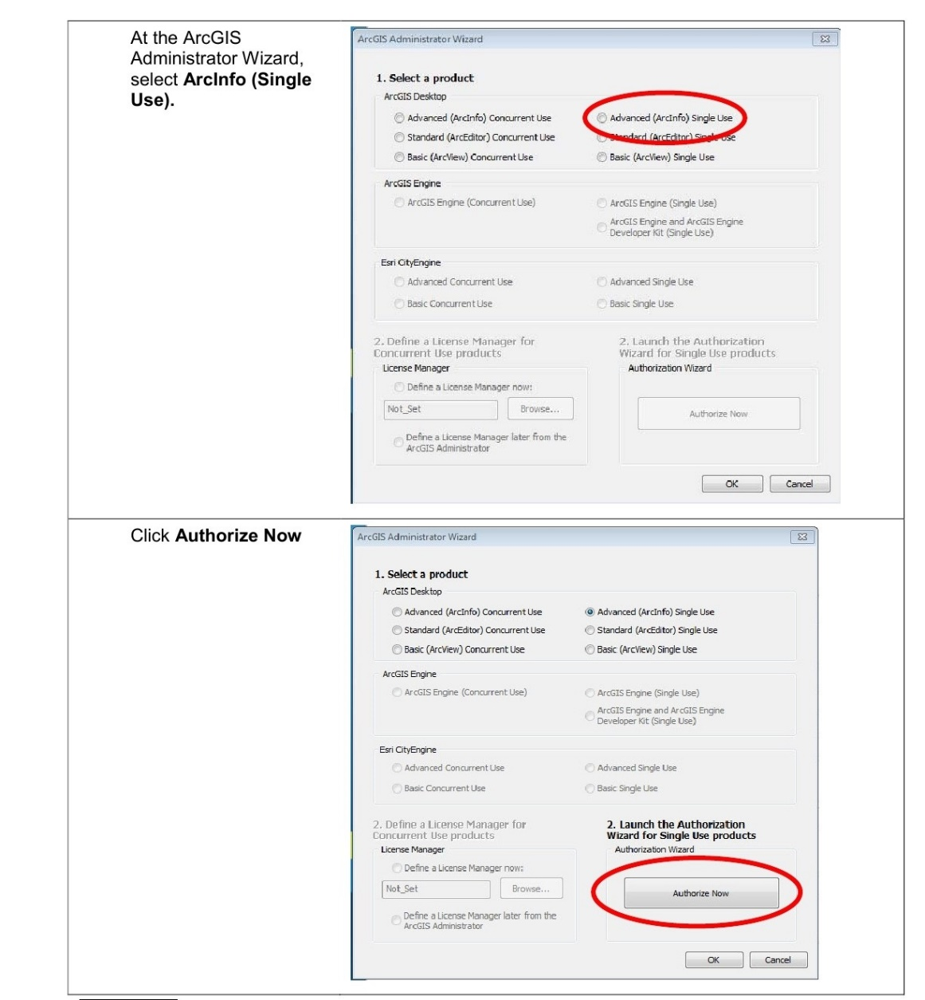 At the ArcGIS
Administrator Wizard,
select ArcInfo (Single
Use).
ArcGIS Administrator Wizard
1. Select a product
ArcGIS Desktop
Advanced (ArcInfo) Concurrent Use
Advanced (ArcInfo) Single Use
Standard (ArcEditor) Concurrent Use
Standard (ArcEditor) Single Use
Basic (ArcView) Concurrent Use
Basic (ArcView) Single Use
ArcGIS Engine
ArcGIS Engine (Concurrent Use)
ArcGIS Engine (Single Use)
ArcGIS Engine and ArcGIS Engine
Developer Kit (Single Use)
Esri CityEngine
Advanced Concurrent Use
Advanced Single Use
Basic Concurrent Use
Basic Single Use
2. Define a License Manager for
Concurrent Use products
License Manager
Define a License Manager now:
Not_Set
Browse...
Define a License Manager later from the
ArcGIS Administrator
2. Launch the Authorization
Wizard for Single Use products
Authorization Wizard
Authorize Now
OK
Cancel
Click Authorize Now
ArcGIS Administrator Wizard
1. Select a product
ArcGIS Desktop
Advanced (ArcInfo) Concurrent Use
Advanced (ArcInfo) Single Use
Standard (ArcEditor) Concurrent Use
Standard (ArcEditor) Single Use
Basic (ArcView) Concurrent Use
Basic (ArcView) Single Use
ArcGIS Engine
ArcGIS Engine (Concurrent Use)
ArcGIS Engine (Single Use)
ArcGIS Engine and ArcGIS Engine
Developer Kit (Single Use)
Esri CityEngine
Advanced Concurrent Use
Advanced Single Use
Basic Concurrent Use
Basic Single Use
2. Define a License Manager for
Concurrent Use products
License Manager
Define a License Manager now:
Not_Set
Browse...
Define a License Manager later from the
ArcGIS Administrator
2. Launch the Authorization
Wizard for Single Use products
Authorization Wizard
Authorize Now
OK
Cancel